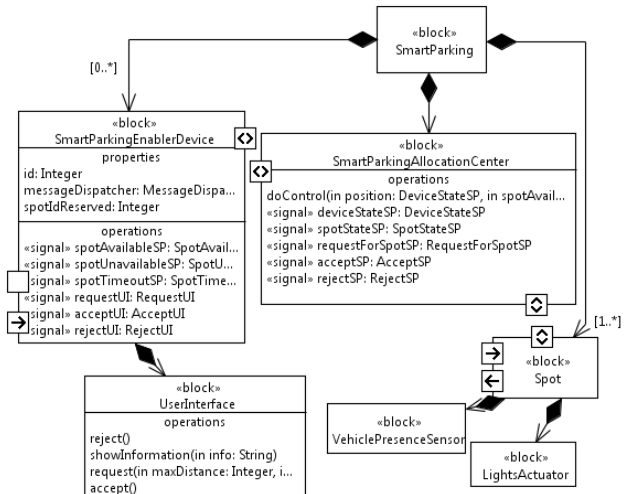 «block»
SmartParking
[0..*]
«block»
SmartParkingEnablerDevice
properties
id: Integer
messageDispatcher: MessageDispa...
spotIdReserved: Integer
operations
«signal» spotAvailableSP: SpotAvail...
«signal» spotUnavailableSP: SpotU...
signal» spotTimeoutSP: SpotTime...
«signal» requestUI: RequestUI
signal» acceptUI: AcceptUI
«signal» rejectUI: RejectUI
«block»
SmartParkingAllocationCenter
operations
doControl(in position: DeviceStateSP, in spotAvail...
«signal» deviceStateSP: DeviceStateSP
«signal» spotStateSP: SpotStateSP
«signal» requestForSpotSP: RequestForSpotSP
«signal» acceptSP: AcceptSP
«signal» rejectSP: RejectSP
[1..*]
«block»
Spot
«block»
UserInterface
operations
reject()
showInformation(in info: String)
request(in maxDistance: Integer, i...
accept()
«block»
VehiclePresenceSensor
«block»
LightsActuator